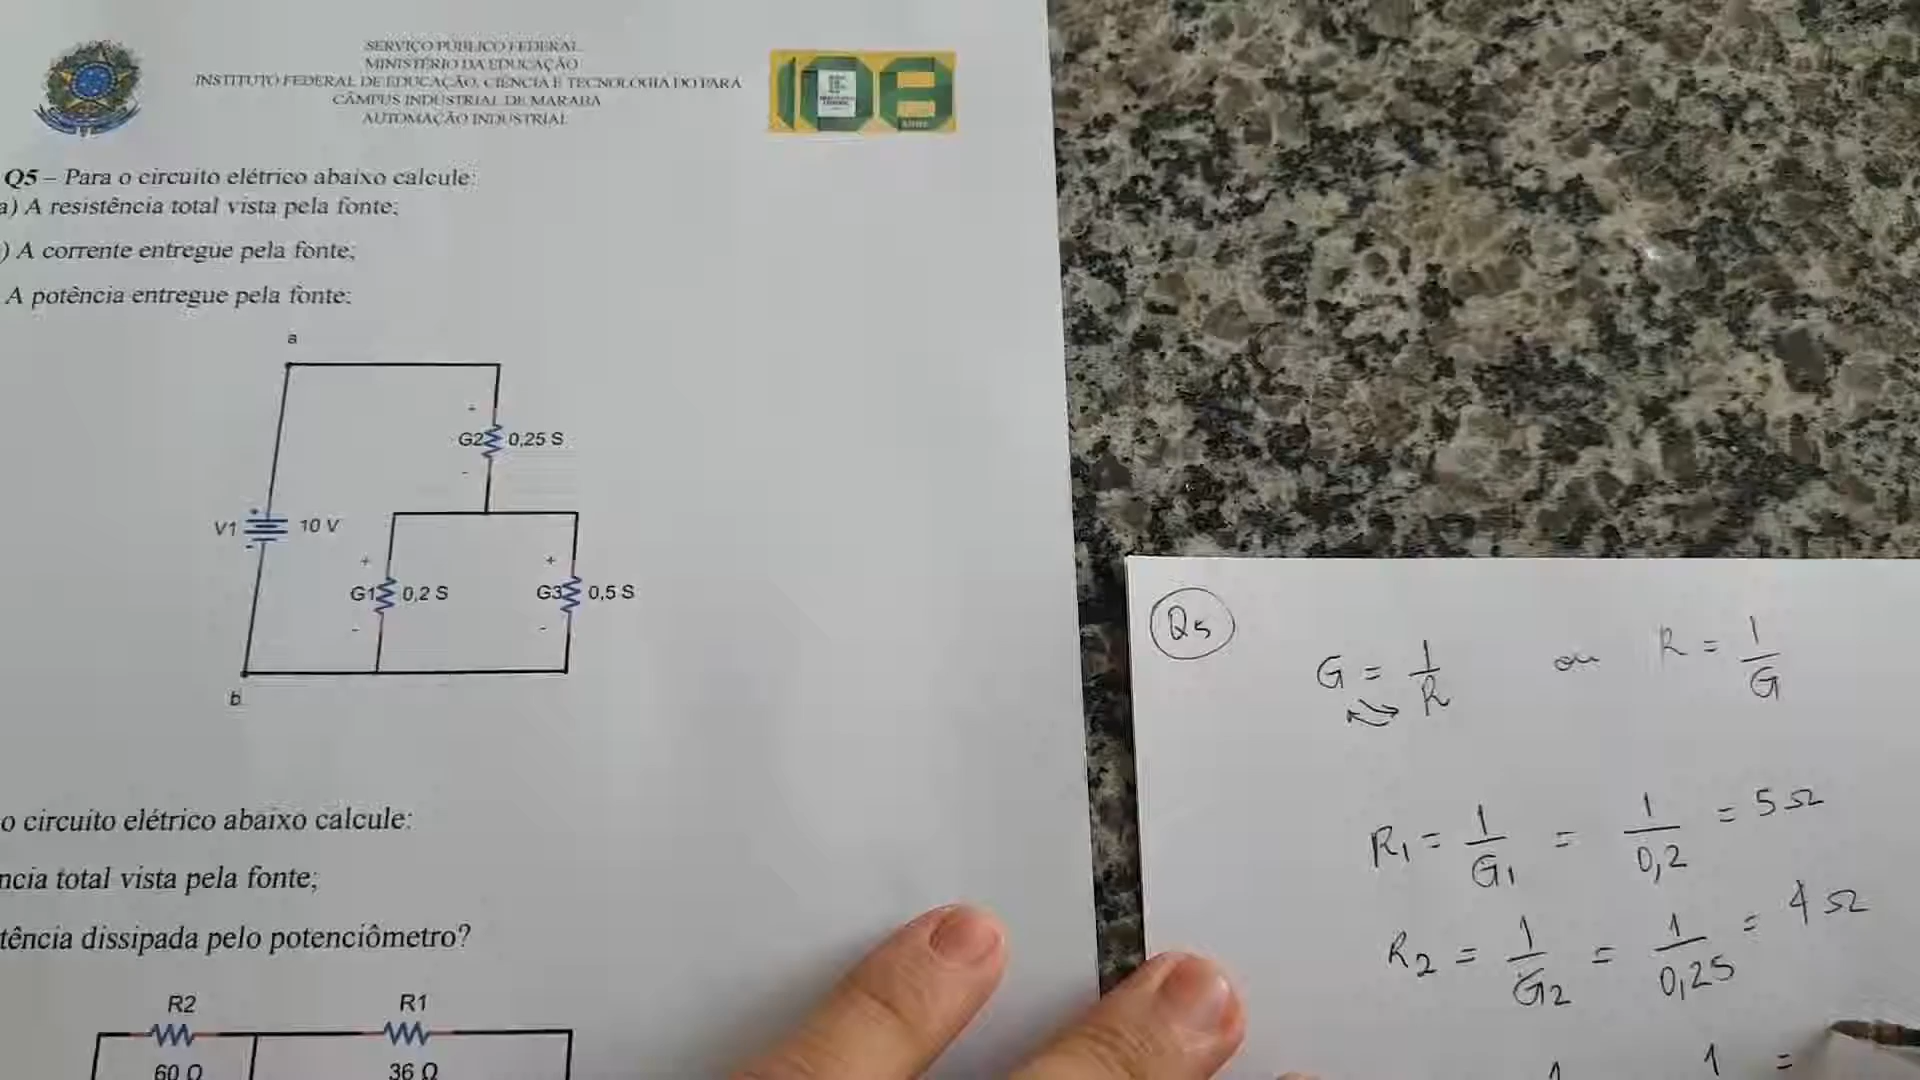 SERVIÇO PÚBLICO FEDERAL
MINISTÉRIO DA EDUCAÇÃO
INSTITUTO FEDERAL DE EDUCAÇÃO, CIÊNCIA E TECNOLOGIA DO PARÁ
CÂMPUS INDUSTRIAL DE MARABÁ
AUTOMAÇÃO INDUSTRIAL
108
Q5 – Para o circuito elétrico abaixo calcule:
a) A resistência total vista pela fonte;
) A corrente entregue pela fonte;
A potência entregue pela fonte:
a
G2 0,25 S
V1 10 V
G1 0,2 S
G3 0,5 S
b
o circuito elétrico abaixo calcule:
ncia total vista pela fonte;
tência dissipada pelo potenciômetro?
R2 R1
60 Ω 36 Ω
Q5
G = 1/R ou R = 1/G
R1 = 1/G1 = 1/0,2 = 5 Ω
R2 = 1/G2 = 1/0,25 = 4 Ω
1 1 =